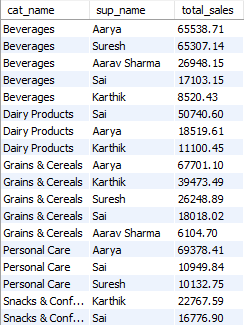 cat_name sup_name total_sales
Beverages Aarya 65538.71
Beverages Suresh 65307.14
Beverages Aarav Sharma 26948.15
Beverages Sai 17103.15
Beverages Karthik 8520.43
Dairy Products Sai 50740.60
Dairy Products Aarya 18519.61
Dairy Products Karthik 11100.45
Grains & Cereals Aarya 67701.10
Grains & Cereals Karthik 39473.49
Grains & Cereals Suresh 26248.89
Grains & Cereals Sai 18018.02
Grains & Cereals Aarav Sharma 6104.70
Personal Care Aarya 69378.41
Personal Care Sai 10949.84
Personal Care Suresh 10132.75
Snacks & Conf... Karthik 22767.59
Snacks & Conf... Sai 16776.90